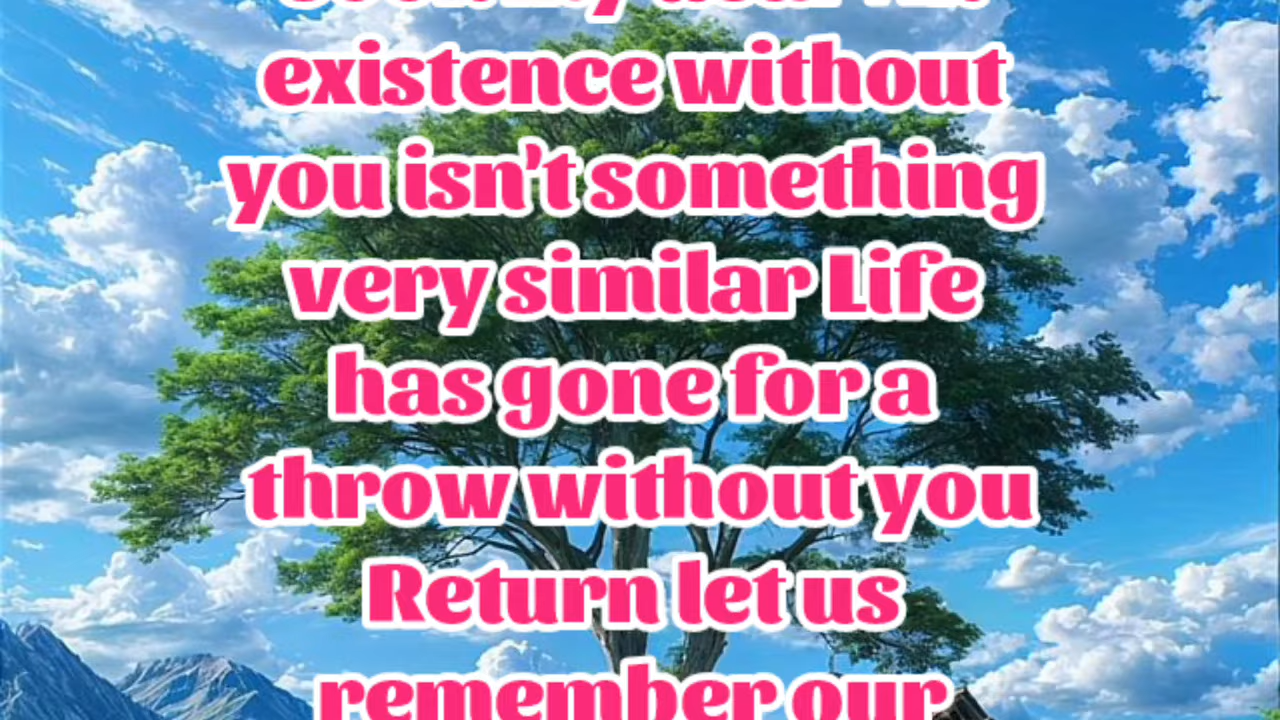 existence without
you isn't something
very similar Life
has gone for a
throw without you
Return let us
remember our